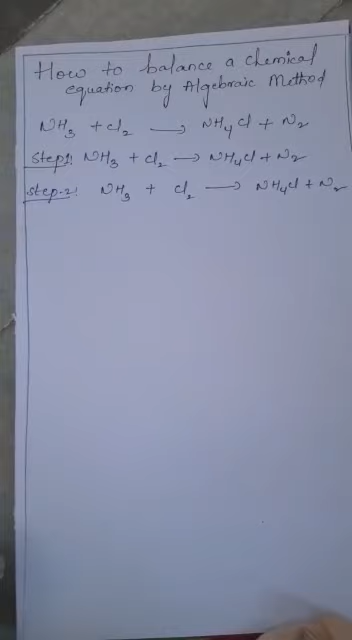 How to balance a chemical
equation by Algebraic Method
NH3 + Cl2 → NH4Cl + N2
Step1: NH3 + Cl2 → NH4Cl + N2
Step-2: NH3 + Cl2 → NH4Cl + N2